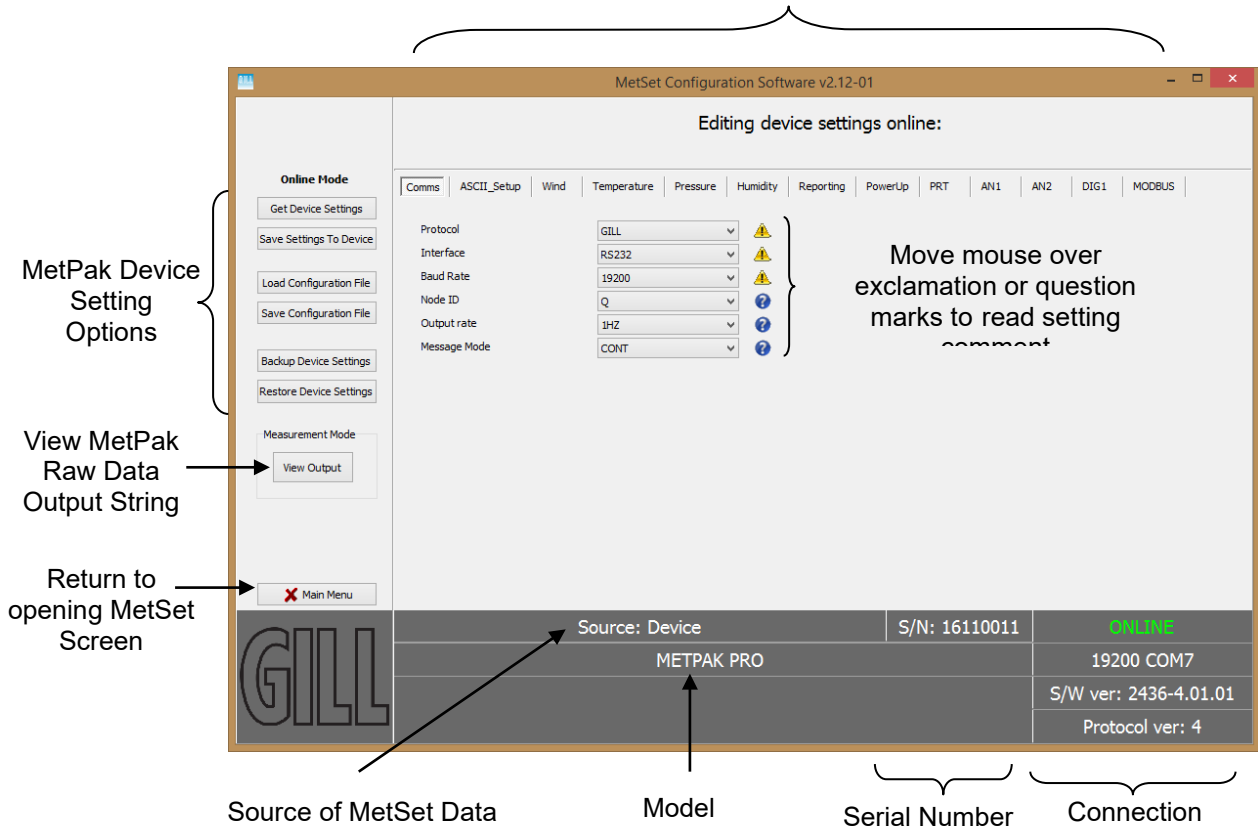 MetSet Configuration Software v2.12-01
Editing device settings online:
Online Mode
Get Device Settings
Save Settings To Device
Load Configuration File
Save Configuration File
Backup Device Settings
Restore Device Settings
Measurement Mode
View Output
Main Menu
Comms ASCII_Setup Wind Temperature Pressure Humidity Reporting PowerUp PRT AN1 AN2 DIG1 MODBUS
Protocol GILL
Interface RS232
Baud Rate 19200
Node ID Q
Output rate 1HZ
Message Mode CONT
Move mouse over
exclamation or question
marks to read setting
comment
MetPak Device
Setting
Options
View MetPak
Raw Data
Output String
Return to
opening MetSet
Screen
GILL
Source: Device S/N: 16110011 ONLINE
METPAK PRO 19200 COM7
S/W ver: 2436-4.01.01
Protocol ver: 4
Source of MetSet Data
Model
Serial Number
Connection